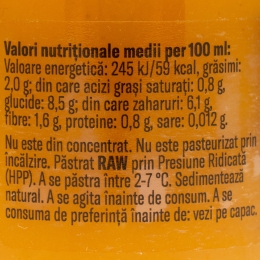 Valori nutriționale medii per 100 ml:
Valoare energetică: 245 kJ/59 kcal, grăsimi:
2,0 g; din care acizi grași saturați: 0,8 g,
glucide: 8,5 g; din care zaharuri: 6,1 g,
fibre: 1,6 g, proteine: 0,8 g, sare: 0,012 g.
Nu este din concentrat. Nu este pasteurizat prin
încălzire. Păstrat RAW prin Presiune Ridicată
(HPP). A se păstra între 2-7 °C. Sedimentează
natural. A se agita înainte de consum. A se
consuma de preferință înainte de: vezi pe capac.